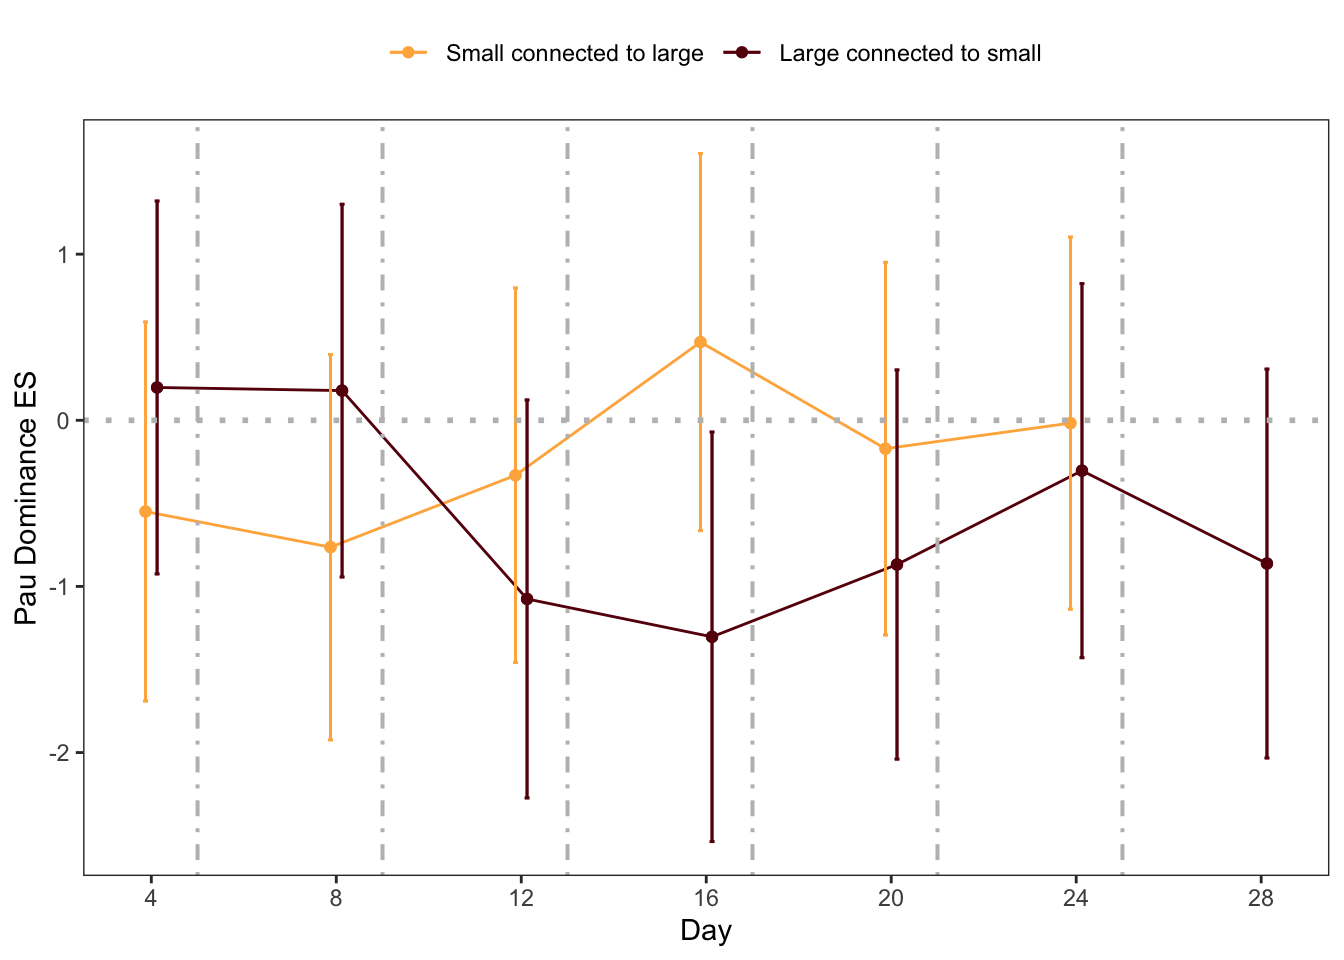 Small connected to large
Large connected to small
Pau Dominance ES
1
0
-1
-2
4
8
12
16
20
24
28
Day